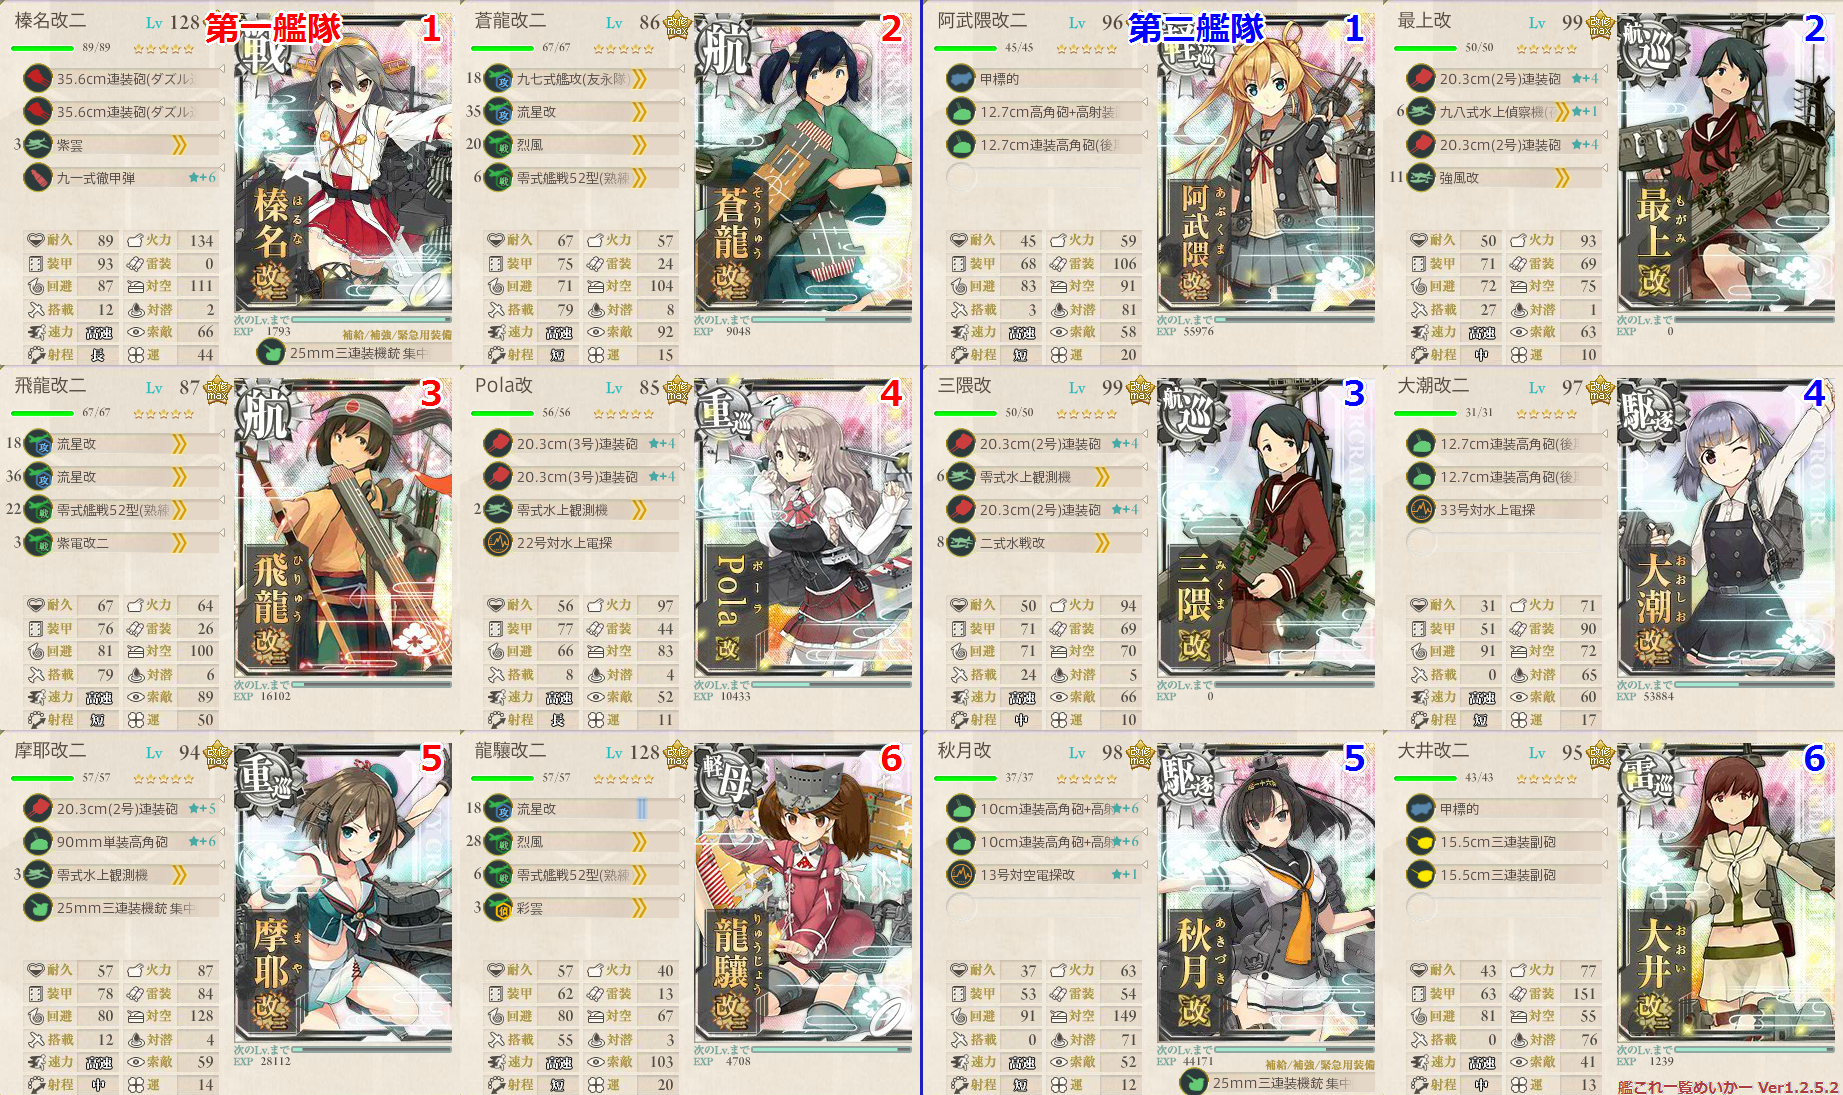 第一艦隊
榛名改二 Lv 128 1
89/89
35.6cm連装砲(ダズル
35.6cm連装砲(ダズル
3 紫雲
九一式徹甲弾 ★+6
戦
榛名 はるな 改二
耐久 89 火力 134
装甲 93 雷装 0
回避 87 対空 111
搭載 12 対潜 2
速力 高速 索敵 66
射程 長 運 44
次のLv.まで
EXP 1793
補給/補強/緊急用装備
25mm三連装機銃 集中
蒼龍改二 Lv 86 改修max 2
67/67
18 九七式艦攻(友永隊
35 流星改
20 烈風
6 零式艦戦52型(熟練
航
蒼龍 そうりゅう 改二
耐久 67 火力 57
装甲 75 雷装 24
回避 71 対空 104
搭載 79 対潜 8
速力 高速 索敵 92
射程 短 運 15
次のLv.まで
EXP 9048
飛龍改二 Lv 87 改修max 3
67/67
18 流星改
36 流星改
22 零式艦戦52型(熟練
3 紫電改二
航
飛龍 ひりゅう 改二
耐久 67 火力 64
装甲 76 雷装 26
回避 81 対空 100
搭載 79 対潜 6
速力 高速 索敵 89
射程 短 運 50
次のLv.まで
EXP 16102
Pola改 Lv 85 改修max 4
56/56
20.3cm(3号)連装砲 ★+4
20.3cm(3号)連装砲 ★+4
2 零式水上観測機
22号対水上電探
重巡
Pola ポーラ 改
耐久 56 火力 97
装甲 77 雷装 44
回避 66 対空 83
搭載 8 対潜 4
速力 高速 索敵 52
射程 長 運 11
次のLv.まで
EXP 10433
摩耶改二 Lv 94 改修max 5
57/57
20.3cm(2号)連装砲 ★+5
90mm単装高角砲 ★+6
3 零式水上観測機
25mm三連装機銃 集中
重巡
摩耶 まや 改二
耐久 57 火力 87
装甲 78 雷装 84
回避 80 対空 128
搭載 12 対潜 4
速力 高速 索敵 59
射程 中 運 14
次のLv.まで
EXP 28112
龍驤改二 Lv 128 改修max 6
57/57
18 流星改
28 烈風
6 零式艦戦52型(熟練
3 彩雲
軽母
龍驤 りゅうじょう 改二
耐久 57 火力 40
装甲 62 雷装 13
回避 80 対空 67
搭載 55 対潜 3
速力 高速 索敵 103
射程 短 運 20
次のLv.まで
EXP 4708
第二艦隊
阿武隈改二 Lv 96 1
45/45
甲標的
12.7cm高角砲+高射装
12.7cm連装高角砲(後
軽巡
阿武隈 あぶくま 改二
耐久 45 火力 59
装甲 68 雷装 106
回避 83 対空 91
搭載 3 対潜 81
速力 高速 索敵 58
射程 短 運 20
次のLv.まで
EXP 55976
最上改 Lv 99 改修max 2
50/50
20.3cm(2号)連装砲 ★+4
6 九八式水上偵察機(夜 ★+1
20.3cm(2号)連装砲 ★+4
11 強風改
航巡
最上 もがみ 改
耐久 50 火力 93
装甲 71 雷装 69
回避 72 対空 75
搭載 27 対潜 1
速力 高速 索敵 63
射程 中 運 10
次のLv.まで
EXP 0
三隈改 Lv 99 改修max 3
50/50
20.3cm(2号)連装砲 ★+4
6 零式水上観測機
20.3cm(2号)連装砲 ★+4
8 二式水戦改
航巡
三隈 みくま 改
耐久 50 火力 94
装甲 71 雷装 69
回避 71 対空 70
搭載 24 対潜 5
速力 高速 索敵 66
射程 中 運 10
次のLv.まで
EXP 0
大潮改二 Lv 97 改修max 4
31/31
12.7cm連装高角砲(後
12.7cm連装高角砲(後
33号対水上電探
駆逐
大潮 おおしお 改二
耐久 31 火力 71
装甲 51 雷装 90
回避 91 対空 72
搭載 0 対潜 65
速力 高速 索敵 60
射程 短 運 17
次のLv.まで
EXP 53884
秋月改 Lv 98 改修max 5
37/37
10cm連装高角砲+高射 ★+6
10cm連装高角砲+高射 ★+6
13号対空電探改 ★+1
駆逐
秋月 あきづき 改
耐久 37 火力 63
装甲 53 雷装 54
回避 91 対空 149
搭載 0 対潜 71
速力 高速 索敵 52
射程 短 運 12
次のLv.まで
EXP 44171
補給/補強/緊急用装備
25mm三連装機銃 集中
大井改二 Lv 95 改修max 6
43/43
甲標的
15.5cm三連装副砲
15.5cm三連装副砲
雷巡
大井 おおい 改二
耐久 43 火力 77
装甲 63 雷装 151
回避 81 対空 55
搭載 0 対潜 76
速力 高速 索敵 41
射程 中 運 13
次のLv.まで
EXP 1239
艦これ一覧めいかー Ver1.2.5.2